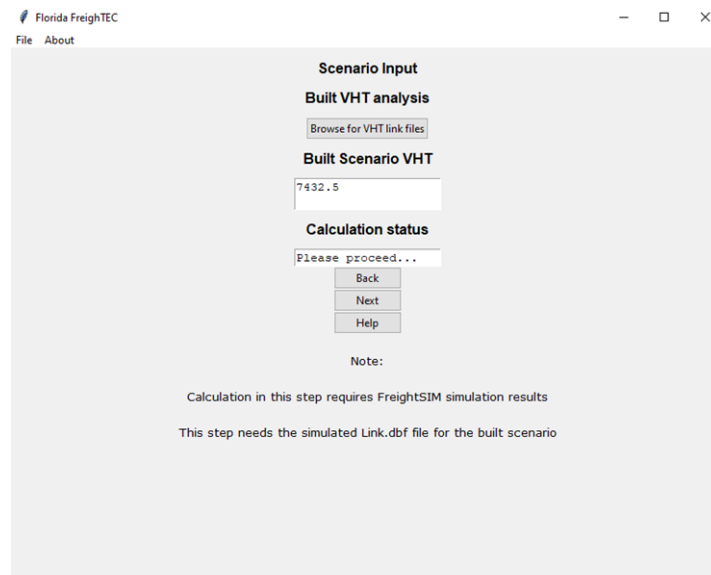 Florida FreighTEC
File About
Scenario Input
Built VHT analysis
Browse for VHT link files
Built Scenario VHT
7432.5
Calculation status
Please proceed...
Back
Next
Help
Note:
Calculation in this step requires FreightSIM simulation results
This step needs the simulated Link.dbf file for the built scenario